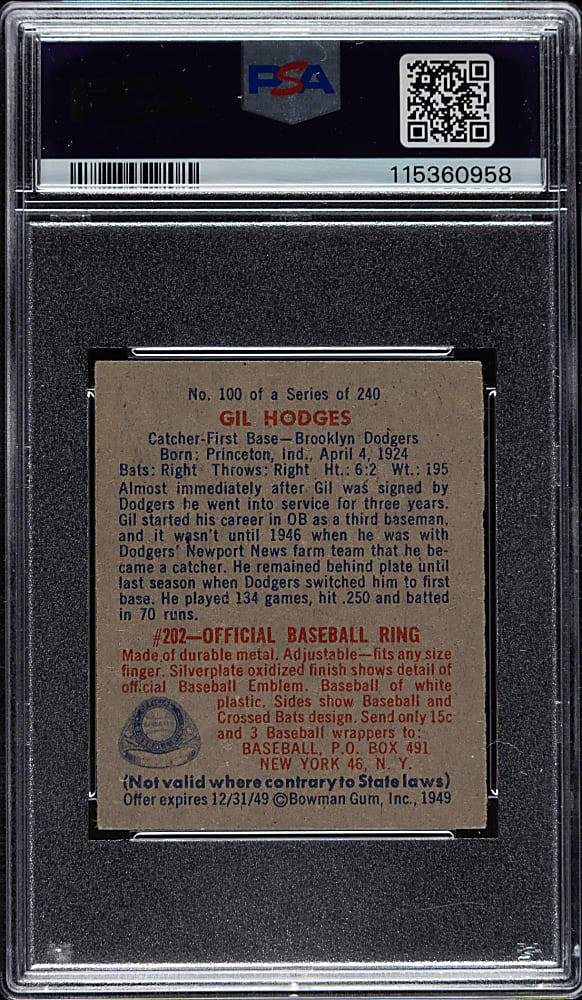 PSA
115360958
No. 100 of a Series of 240
GIL HODGES
Catcher-First Base—Brooklyn Dodgers
Born: Princeton, Ind., April 4, 1924
Bats: Right Throws: Right Ht.: 6:2 Wt.: 195
Almost immediately after Gil was signed by
Dodgers he went into service for three years.
Gil started his career in OB as a third baseman,
and it wasn't until 1946 when he was with
Dodgers' Newport News farm team that he be-
came a catcher. He remained behind plate until
last season when Dodgers switched him to first
base. He played 134 games, hit .250 and batted
in 70 runs.
#202—OFFICIAL BASEBALL RING
Made of durable metal. Adjustable—fits any size
finger. Silverplate oxidized finish shows detail of
official Baseball Emblem. Baseball of white
plastic. Sides show Baseball and
Crossed Bats design. Send only 15c
and 3 Baseball wrappers to:
BASEBALL, P.O. BOX 491
NEW YORK 46, N. Y.
(Not valid where contrary to State laws)
Offer expires 12/31/49 ©Bowman Gum, Inc., 1949